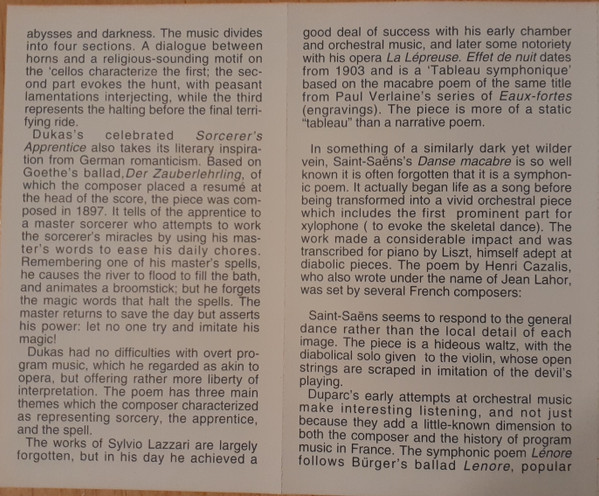 abysses and darkness. The music divides
into four sections. A dialogue between
horns and a religious-sounding motif on
the 'cellos characterize the first; the sec-
ond part evokes the hunt, with peasant
lamentations interjecting, while the third
represents the halting before the final terri-
fying ride.
Dukas's celebrated Sorcerer's
Apprentice also takes its literary inspira-
tion from German romanticism. Based on
Goethe's ballad,Der Zauberlehrling, of
which the composer placed a resumé at
the head of the score, the piece was com-
posed in 1897. It tells of the apprentice to
a master sorcerer who attempts to work
the sorcerer's miracles by using his mas-
ter's words to ease his daily chores.
Remembering one of his master's spells,
he causes the river to flood to fill the bath,
and animates a broomstick; but he forgets
the magic words that halt the spells. The
master returns to save the day but asserts
his power: let no one try and imitate his
magic!
Dukas had no difficulties with overt pro-
gram music, which he regarded as akin to
opera, but offering rather more liberty of
interpretation. The poem has three main
themes which the composer characterized
as representing sorcery, the apprentice,
and the spell.
The works of Sylvio Lazzari are largely
forgotten, but in his day he achieved a
good deal of success with his early chamber
and orchestral music, and later some notoriety
with his opera La Lépreuse. Effet de nuit dates
from 1903 and is a 'Tableau symphonique'
based on the macabre poem of the same title
from Paul Verlaine's series of Eaux-fortes
(engravings). The piece is more of a static
"tableau" than a narrative poem.
In something of a similarly dark yet wilder
vein, Saint-Saëns's Danse macabre is so well
known it is often forgotten that it is a symphon-
ic poem. It actually began life as a song before
being transformed into a vivid orchestral piece
which includes the first prominent part for
xylophone ( to evoke the skeletal dance). The
work made a considerable impact and was
transcribed for piano by Liszt, himself adept at
diabolic pieces. The poem by Henri Cazalis,
who also wrote under the name of Jean Lahor,
was set by several French composers:
Saint-Saëns seems to respond to the general
dance rather than the local detail of each
image. The piece is a hideous waltz, with the
diabolical solo given to the violin, whose open
strings are scraped in imitation of the devil's
playing.
Duparc's early attempts at orchestral music
make interesting listening, and not just
because they add a little-known dimension to
both the composer and the history of program
music in France. The symphonic poem Lénore
follows Bürger's ballad Lenore, popular